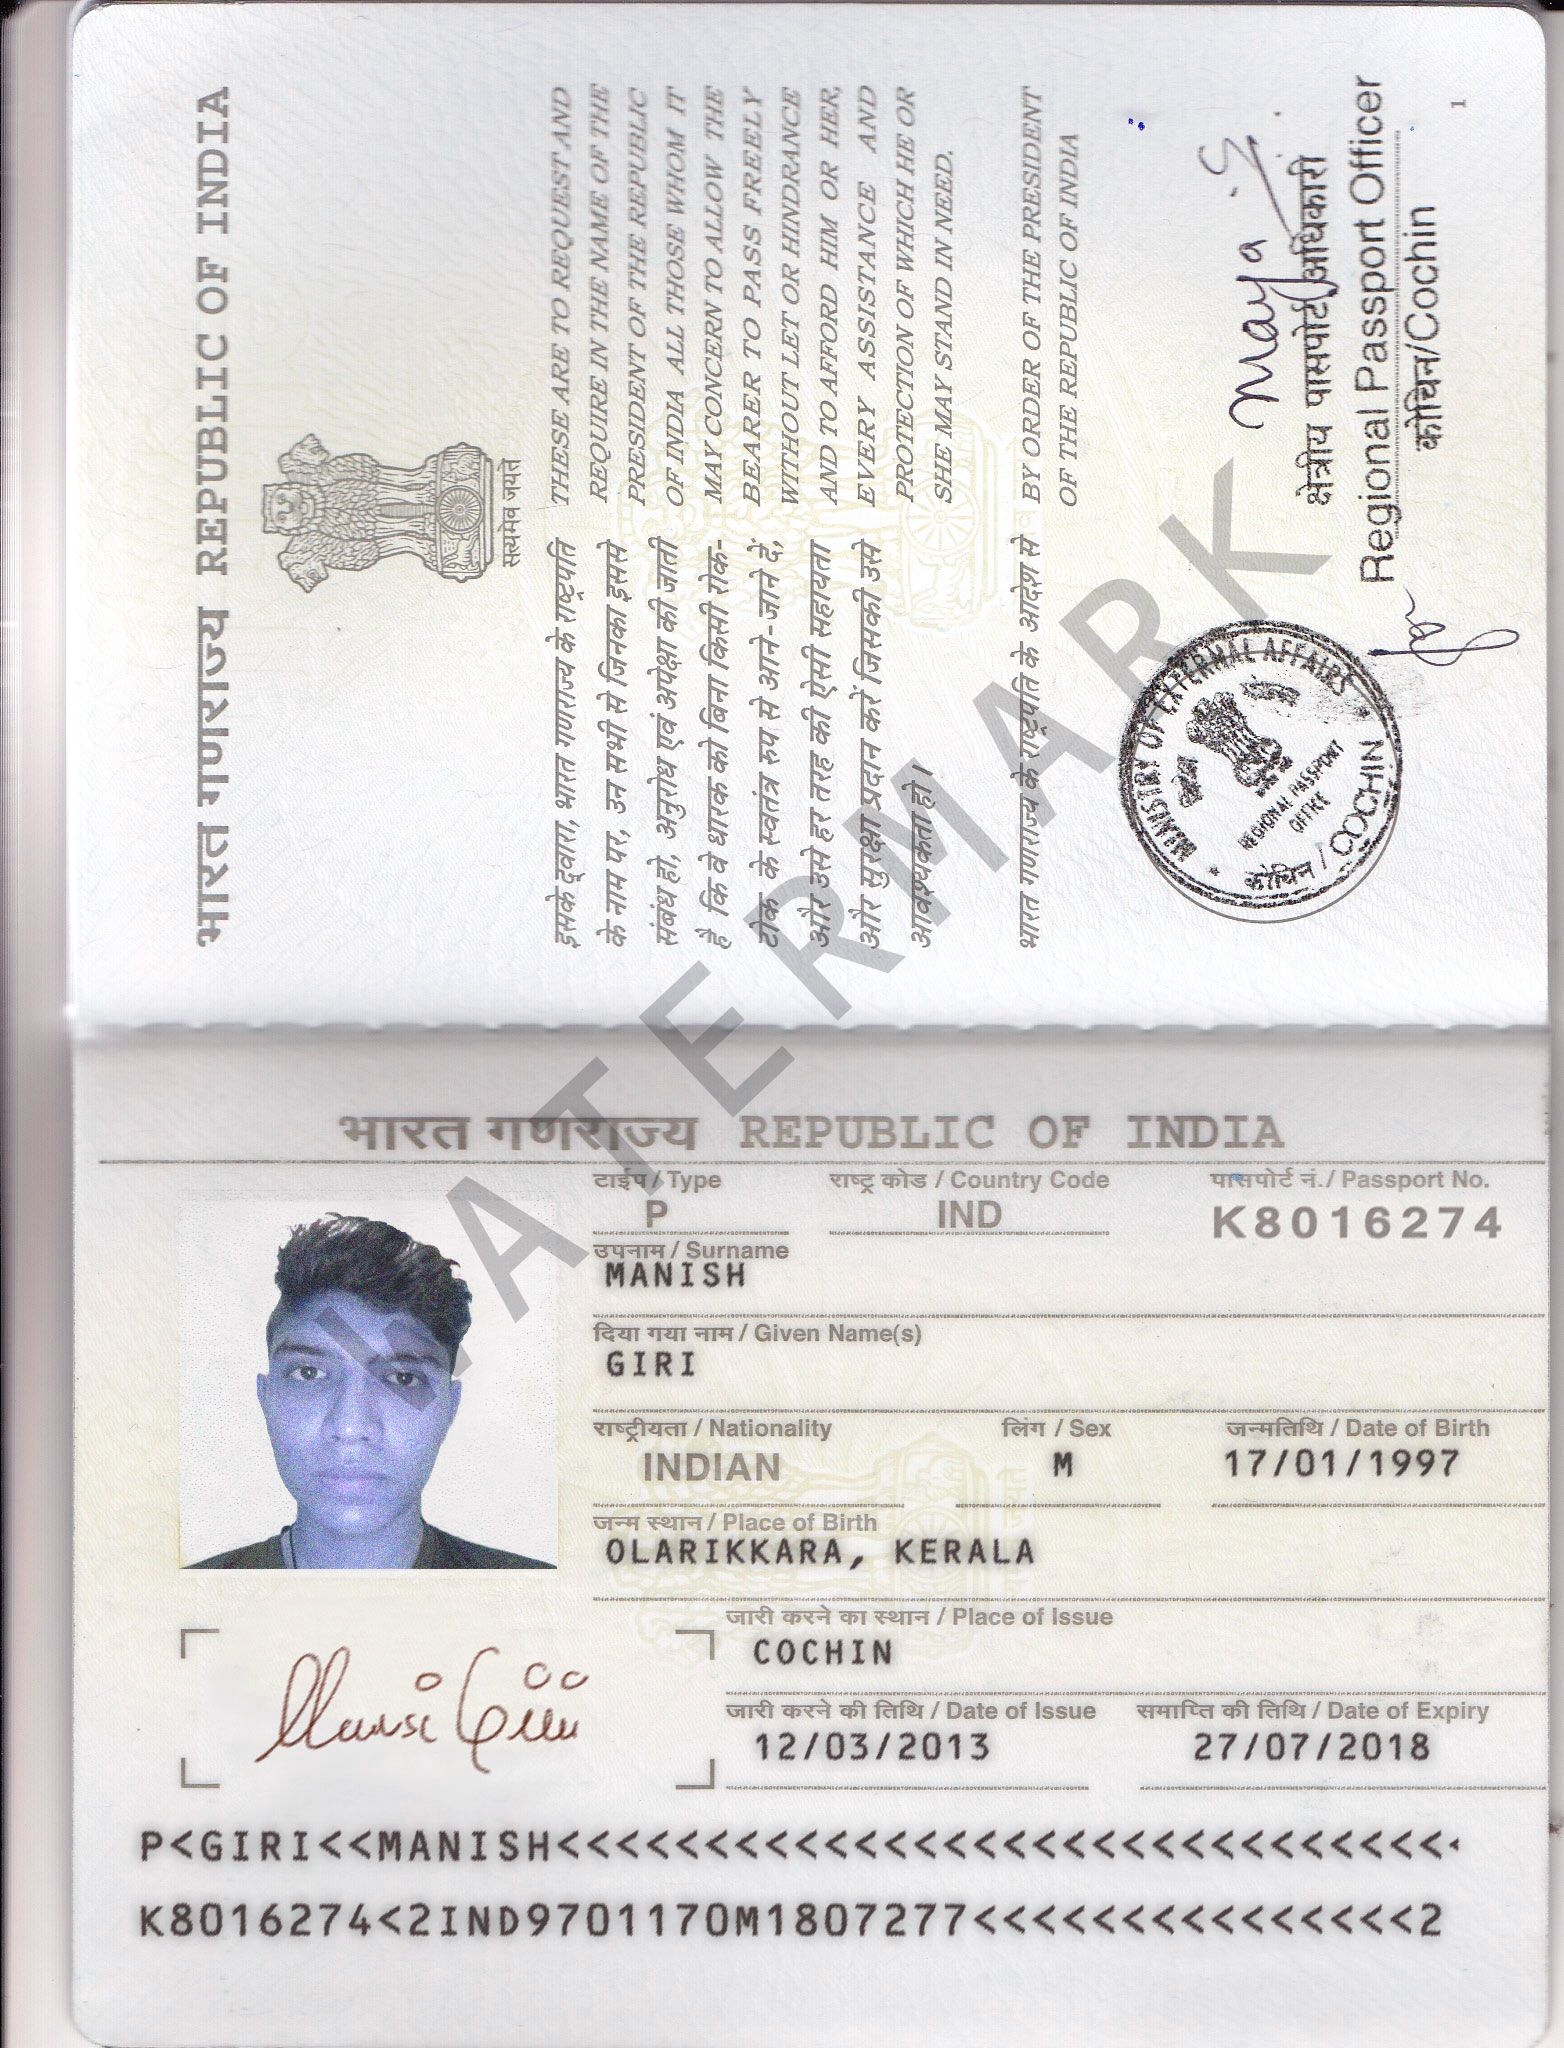 भारत गणराज्य REPUBLIC OF INDIA
सत्यमेव जयते
इसके द्वारा, भारत गणराज्य के राष्ट्रपति
के नाम पर, उन सभी से जिनका इससे
संबंध हो, अनुरोध एवं अपेक्षा की जाती
है कि वे धारक को बिना किसी रोक-
टोक के स्वतंत्र रुप से आने-जाने दें,
और उसे हर तरह की ऐसी सहायता
और सुरक्षा प्रदान करें जिसकी उसे
आवश्यकता हो।
भारत गणराज्य के राष्ट्रपति के आदेश से
THESE ARE TO REQUEST AND
REQUIRE IN THE NAME OF THE
PRESIDENT OF THE REPUBLIC
OF INDIA ALL THOSE WHOM IT
MAY CONCERN TO ALLOW THE
BEARER TO PASS FREELY
WITHOUT LET OR HINDRANCE
AND TO AFFORD HIM OR HER,
EVERY ASSISTANCE AND
PROTECTION OF WHICH HE OR
SHE MAY STAND IN NEED.
BY ORDER OF THE PRESIDENT
OF THE REPUBLIC OF INDIA
MINISTRY OF EXTERNAL AFFAIRS
REGIONAL PASSPORT
OFFICE
कोचिन / COCHIN
Maya
क्षेत्रीय पासपोर्ट अधिकारी
Regional Passport Officer
कोचिन/Cochin
1
भारत गणराज्य REPUBLIC OF INDIA
टाईप / Type राष्ट्र कोड / Country Code पासपोर्ट नं. / Passport No.
P IND K8016274
उपनाम / Surname
MANISH
दिया गया नाम / Given Name(s)
GIRI
राष्ट्रीयता / Nationality लिंग / Sex जन्मतिथि / Date of Birth
INDIAN M 17/01/1997
जन्म स्थान / Place of Birth
OLARIKKARA, KERALA
जारी करने का स्थान / Place of Issue
COCHIN
जारी करने की तिथि / Date of Issue समाप्ति की तिथि / Date of Expiry
12/03/2013 27/07/2018
P<GIRI<<MANISH<<<<<<<<<<<<<<<<<<<<<<<<<<<<<<
K8016274<2IND9701170M1807277<<<<<<<<<<<<<<<2
WATERMARK